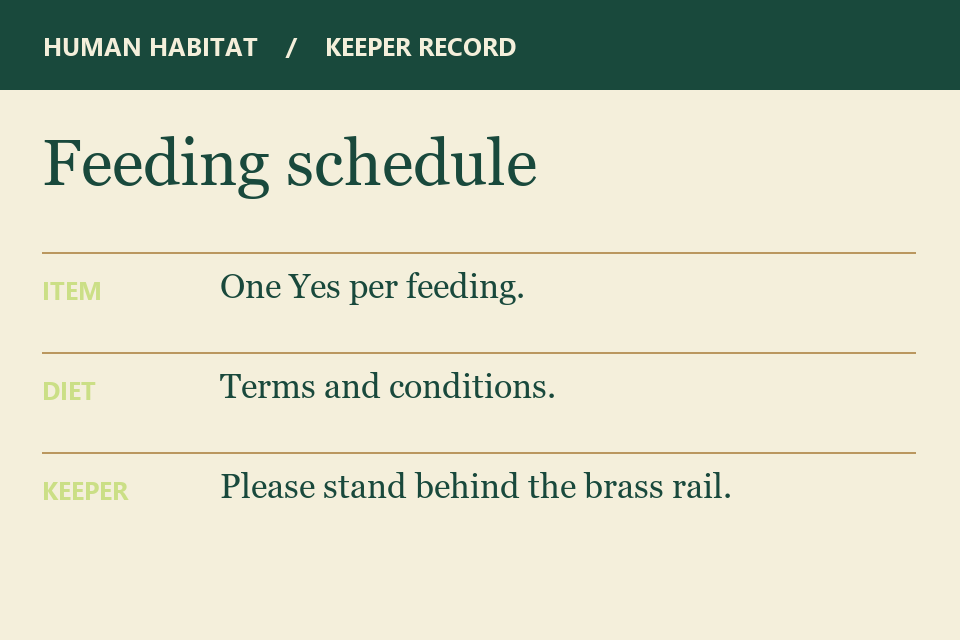 HUMAN HABITAT / KEEPER RECORD
Feeding schedule
ITEM One Yes per feeding.
DIET Terms and conditions.
KEEPER Please stand behind the brass rail.